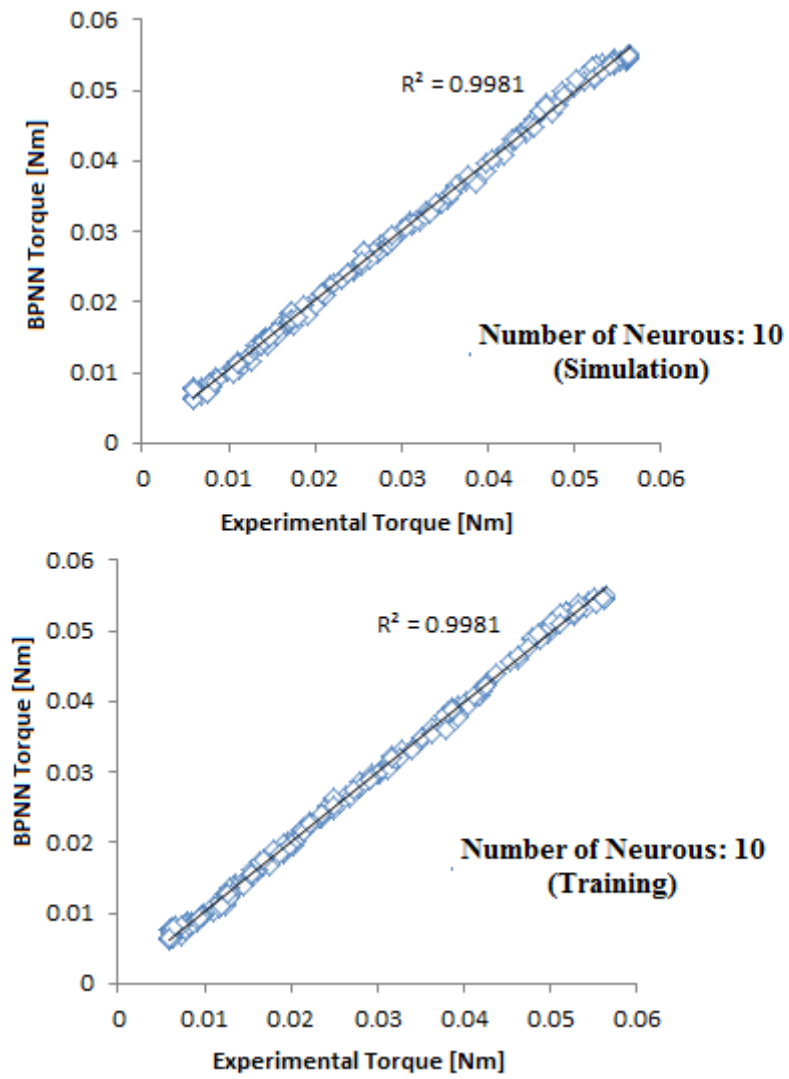 0.06
0.05
0.04
0.03
0.02
0.01
0
BPNN Torque [Nm]
R² = 0.9981
Number of Neurous: 10
(Simulation)
0 0.01 0.02 0.03 0.04 0.05 0.06
Experimental Torque [Nm]
0.06
0.05
0.04
0.03
0.02
0.01
0
BPNN Torque [Nm]
R² = 0.9981
Number of Neurous: 10
(Training)
0 0.01 0.02 0.03 0.04 0.05 0.06
Experimental Torque [Nm]